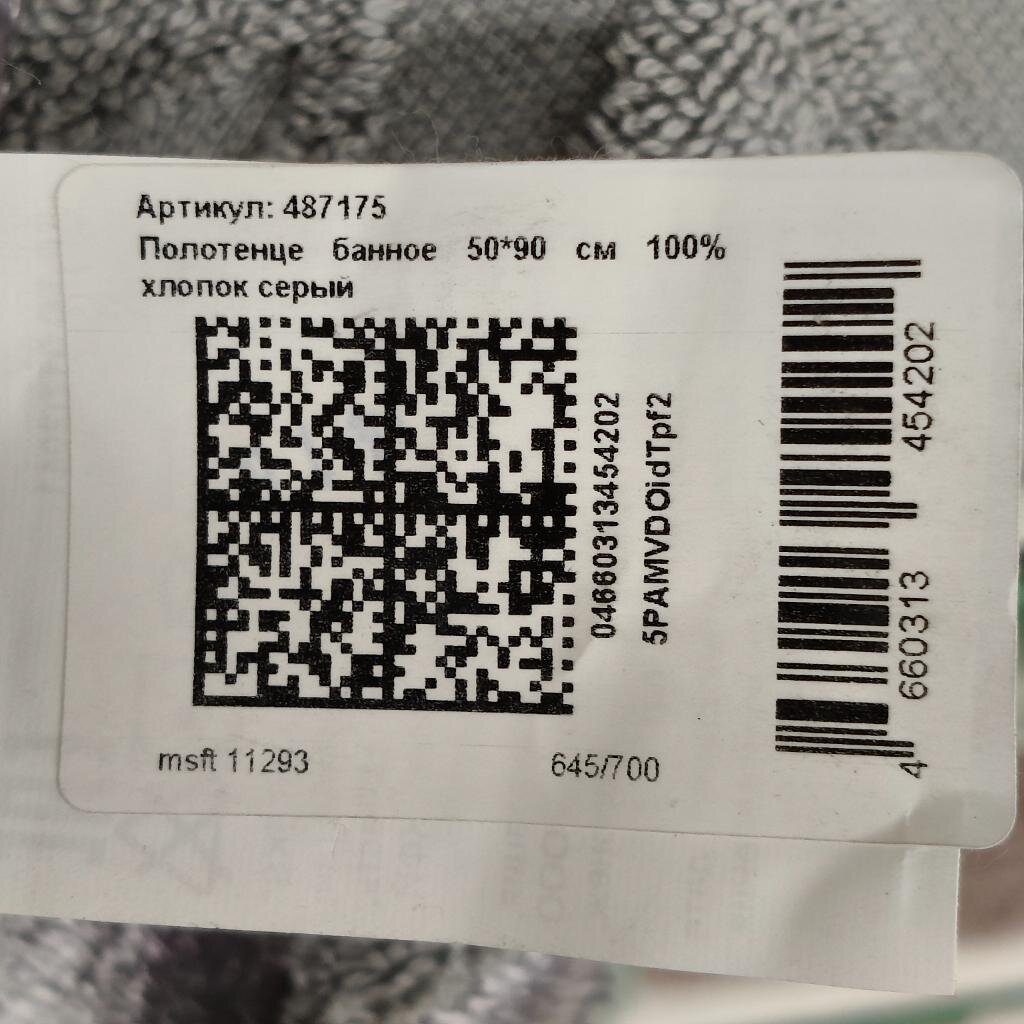 Артикул: 487175
Полотенце банное 50*90 см 100%
хлопок серый
04660313454202
5PAMVDOidTpf2
4 660313 454202
msft 11293
645/700